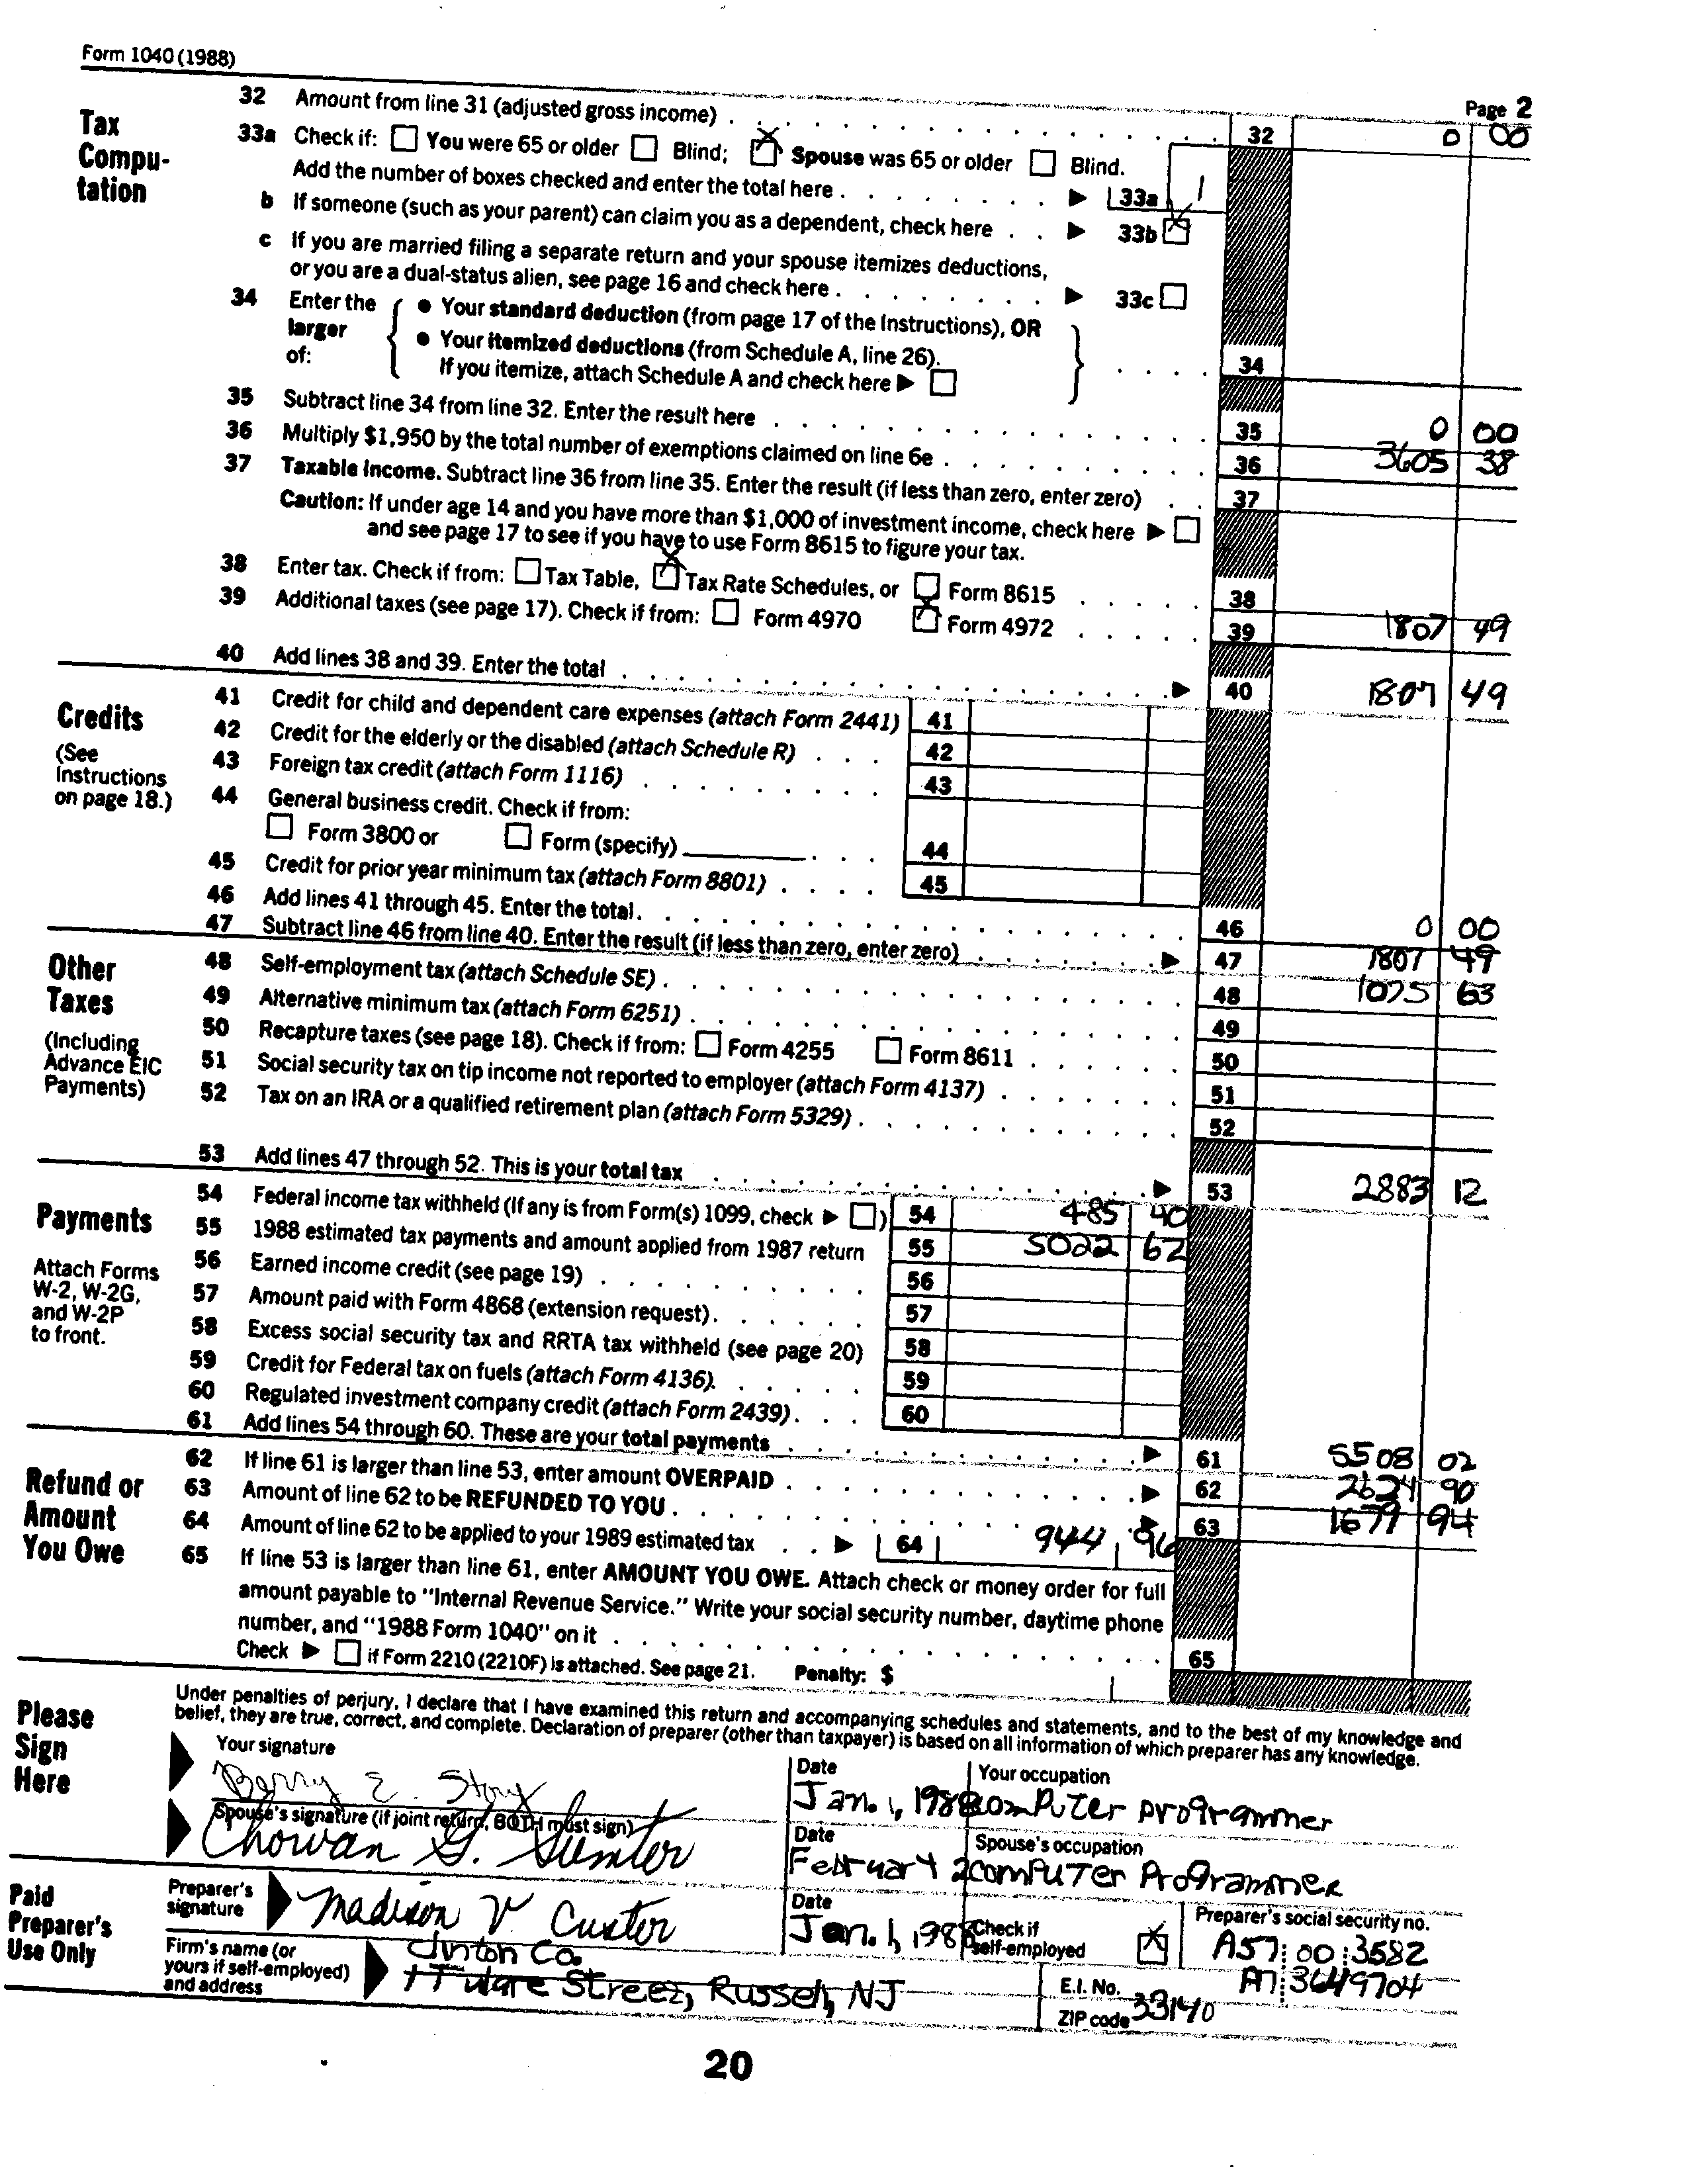 Form 1040 (1988)
Page 2
Tax Compu- tation
32 Amount from line 31 (adjusted gross income) 32 0 00
33a Check if: You were 65 or older Blind; X Spouse was 65 or older Blind.
Add the number of boxes checked and enter the total here 33a 1
b If someone (such as your parent) can claim you as a dependent, check here 33b X
c If you are married filing a separate return and your spouse itemizes deductions,
or you are a dual-status alien, see page 16 and check here 33c
34 Enter the larger of:
● Your standard deduction (from page 17 of the Instructions), OR
● Your itemized deductions (from Schedule A, line 26).
If you itemize, attach Schedule A and check here 34
35 Subtract line 34 from line 32. Enter the result here 35 0 00
36 Multiply $1,950 by the total number of exemptions claimed on line 6e 36 3605 38
37 Taxable income. Subtract line 36 from line 35. Enter the result (if less than zero, enter zero) 37
Caution: If under age 14 and you have more than $1,000 of investment income, check here
and see page 17 to see if you have to use Form 8615 to figure your tax.
38 Enter tax. Check if from: Tax Table, X Tax Rate Schedules, or Form 8615 38
39 Additional taxes (see page 17). Check if from: Form 4970 X Form 4972 39 1807 49
40 Add lines 38 and 39. Enter the total 40 1807 49
Credits
(See Instructions on page 18.)
41 Credit for child and dependent care expenses (attach Form 2441) 41
42 Credit for the elderly or the disabled (attach Schedule R) 42
43 Foreign tax credit (attach Form 1116) 43
44 General business credit. Check if from:
Form 3800 or Form (specify) 44
45 Credit for prior year minimum tax (attach Form 8801) 45
46 Add lines 41 through 45. Enter the total. 46 0 00
47 Subtract line 46 from line 40. Enter the result (if less than zero, enter zero) 47 1807 49
Other Taxes
(Including Advance EIC Payments)
48 Self-employment tax (attach Schedule SE) 48 1075 63
49 Alternative minimum tax (attach Form 6251) 49
50 Recapture taxes (see page 18). Check if from: Form 4255 Form 8611 50
51 Social security tax on tip income not reported to employer (attach Form 4137) 51
52 Tax on an IRA or a qualified retirement plan (attach Form 5329) 52
53 Add lines 47 through 52. This is your total tax 53 2883 12
Payments
Attach Forms W-2, W-2G, and W-2P to front.
54 Federal income tax withheld (If any is from Form(s) 1099, check ) 54 485 40
55 1988 estimated tax payments and amount applied from 1987 return 55 5022 62
56 Earned income credit (see page 19) 56
57 Amount paid with Form 4868 (extension request) 57
58 Excess social security tax and RRTA tax withheld (see page 20) 58
59 Credit for Federal tax on fuels (attach Form 4136). 59
60 Regulated investment company credit (attach Form 2439) 60
61 Add lines 54 through 60. These are your total payments 61 5508 02
Refund or Amount You Owe
62 If line 61 is larger than line 53, enter amount OVERPAID 62 2624 90
63 Amount of line 62 to be REFUNDED TO YOU 63 1679 94
64 Amount of line 62 to be applied to your 1989 estimated tax 64 944 96
65 If line 53 is larger than line 61, enter AMOUNT YOU OWE. Attach check or money order for full
amount payable to "Internal Revenue Service." Write your social security number, daytime phone
number, and "1988 Form 1040" on it 65
Check if Form 2210 (2210F) is attached. See page 21. Penalty: $
Please Sign Here
Under penalties of perjury, I declare that I have examined this return and accompanying schedules and statements, and to the best of my knowledge and
belief, they are true, correct, and complete. Declaration of preparer (other than taxpayer) is based on all information of which preparer has any knowledge.
Your signature Date Your occupation
Barry E. Story Jan. 1, 1988 computer programmer
Spouse's signature (if joint return, BOTH must sign) Date Spouse's occupation
Chowan G. Sumter February 2 computer programmer
Paid Preparer's Use Only
Preparer's signature Madison V. Custer Date Jan. 1, 1988 Check if self-employed X Preparer's social security no. A57 00 3582
Firm's name (or yours if self-employed) and address
Clinton Co. E.I. No. A7 3649704
1 Tulare Street, Russell, NJ ZIP code 33140
20